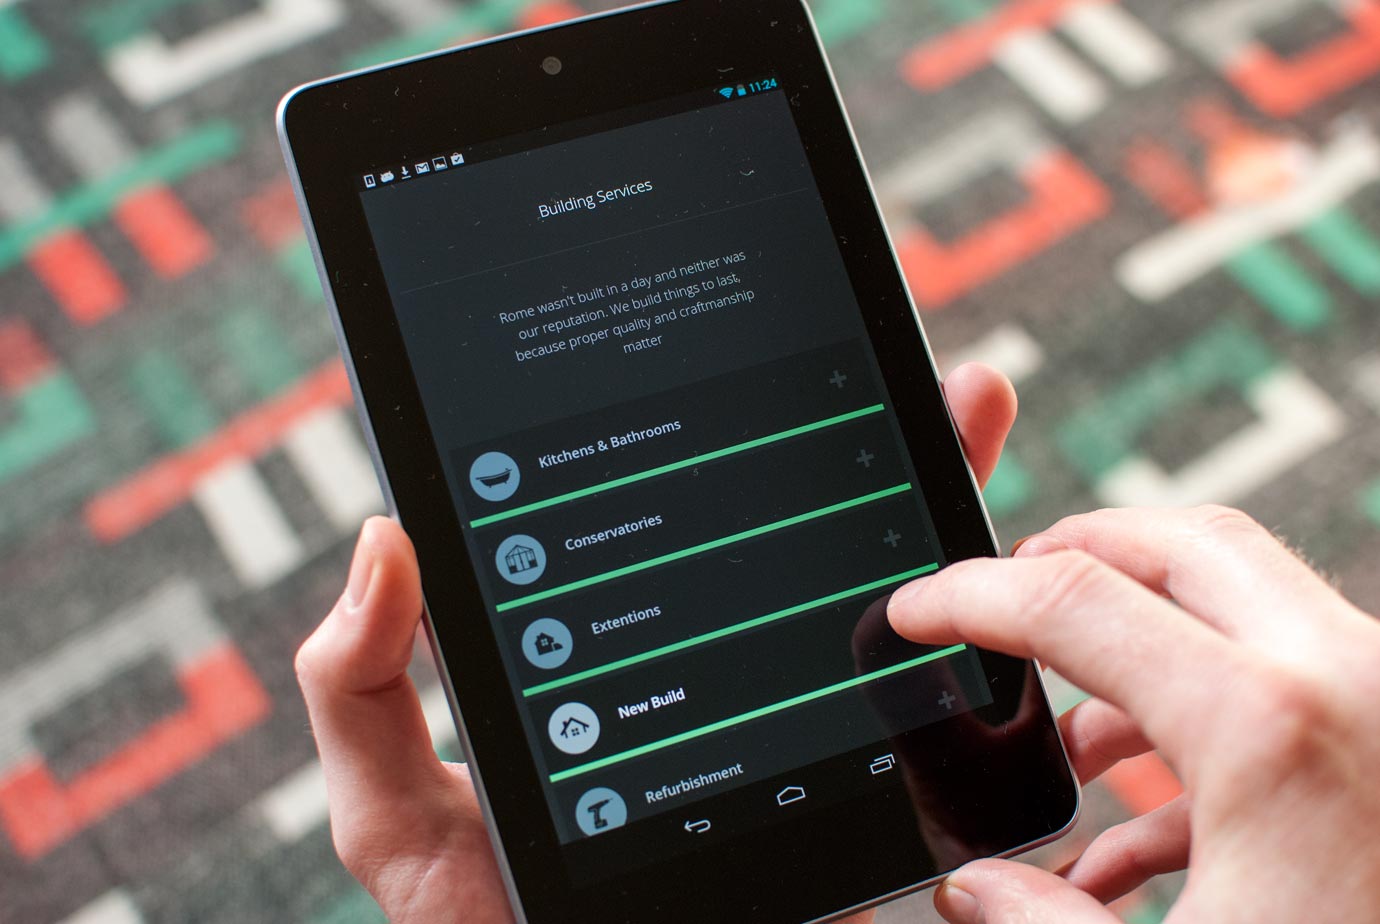 11:24
Building Services
Rome wasn't built in a day and neither was
our reputation. We build things to last,
because proper quality and craftmanship
matter
Kitchens & Bathrooms
Conservatories
Extentions
New Build
Refurbishment